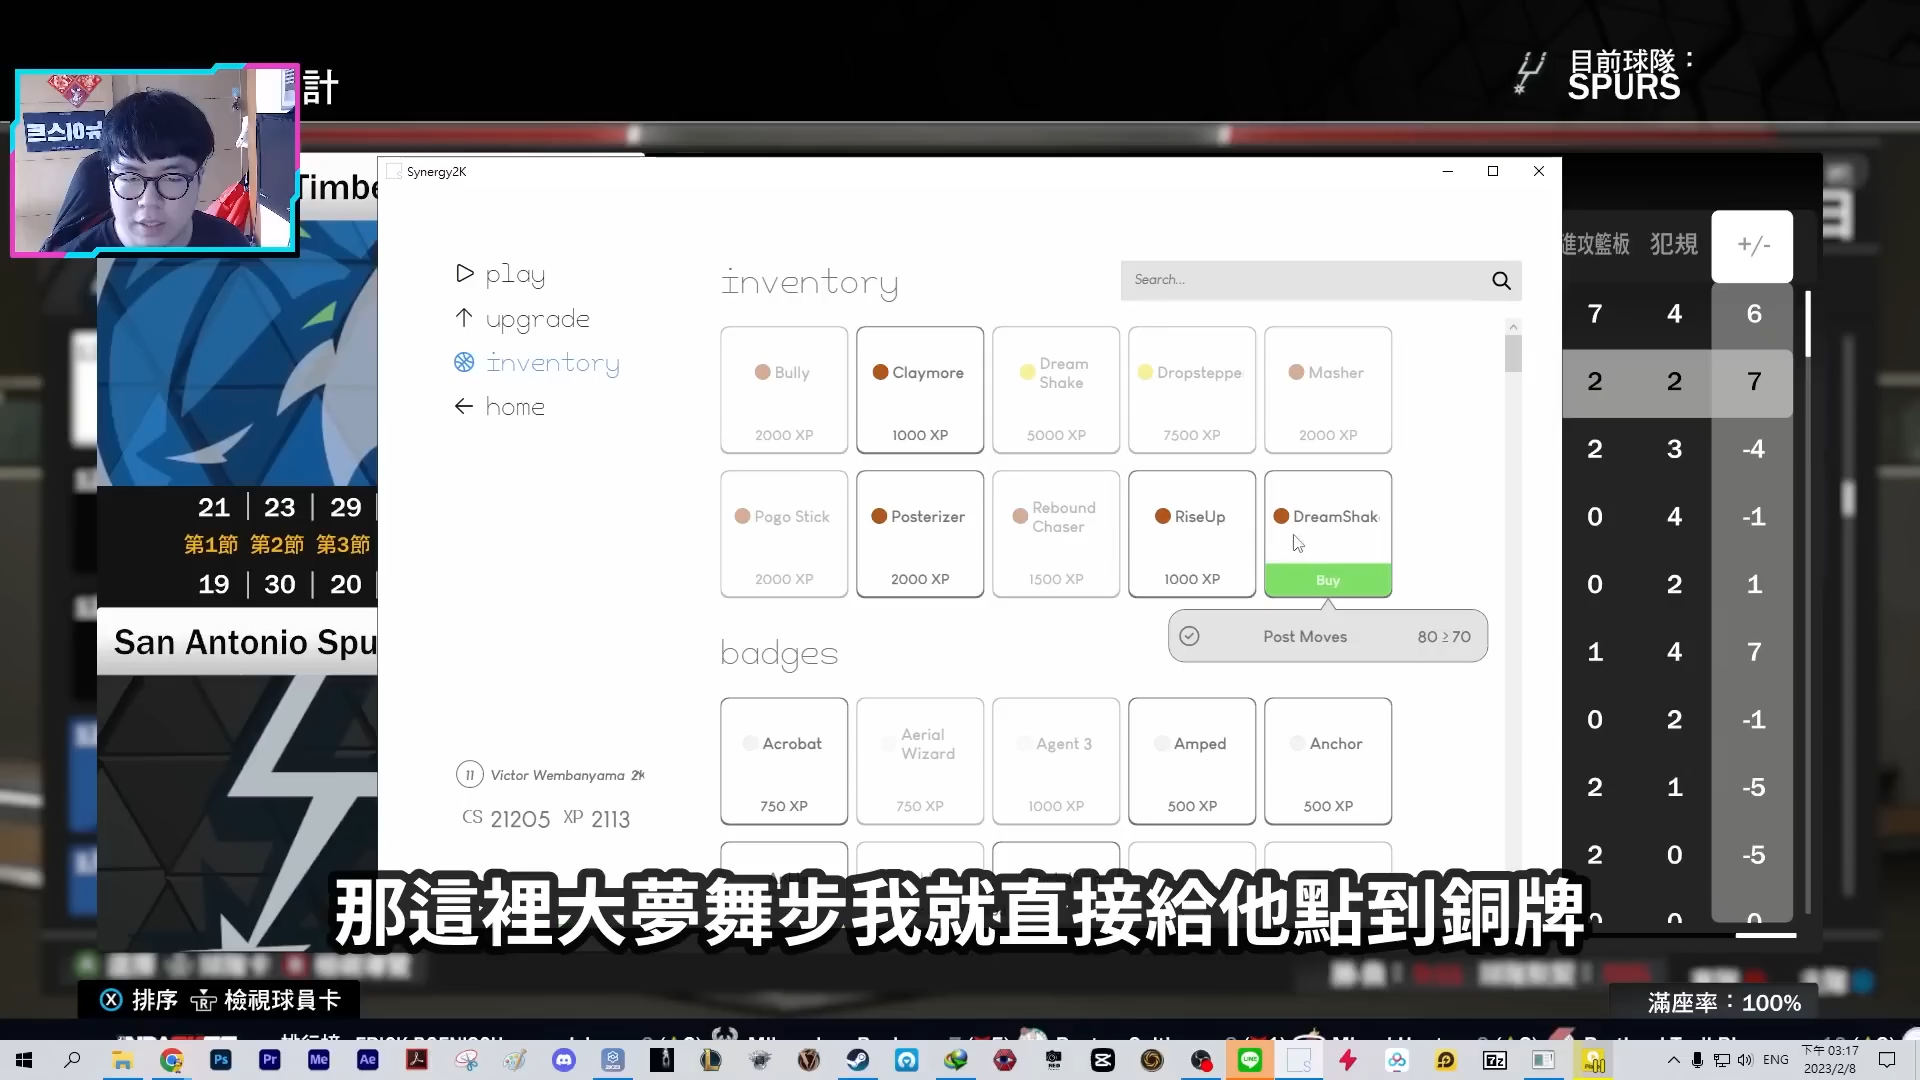 計
目前球隊：
SPURS
Timbe
Synergy2K
play
upgrade
inventory
home
inventory
Search...
Bully
2000 XP
Claymore
1000 XP
Dream
Shake
5000 XP
Dropsteppe
7500 XP
Masher
2000 XP
Pogo Stick
2000 XP
Posterizer
2000 XP
Rebound
Chaser
1500 XP
RiseUp
1000 XP
DreamShak
Buy
Post Moves 80 ≥ 70
badges
Acrobat
750 XP
Aerial
Wizard
750 XP
Agent 3
1000 XP
Amped
500 XP
Anchor
500 XP
11 Victor Wembanyama 2K
CS 21205 XP 2113
21 23 29
第1節 第2節 第3節
19 30 20
San Antonio Spu
進攻籃板 犯規 +/-
7 4 6
2 2 7
2 3 -4
0 4 -1
0 2 1
1 4 7
0 2 -1
2 1 -5
2 0 -5
那這裡大夢舞步我就直接給他點到銅牌
X 排序 檢視球員卡
滿座率：100%
Ps Pr Me Ae LINE 7z
ENG
下午 03:17
2023/2/8